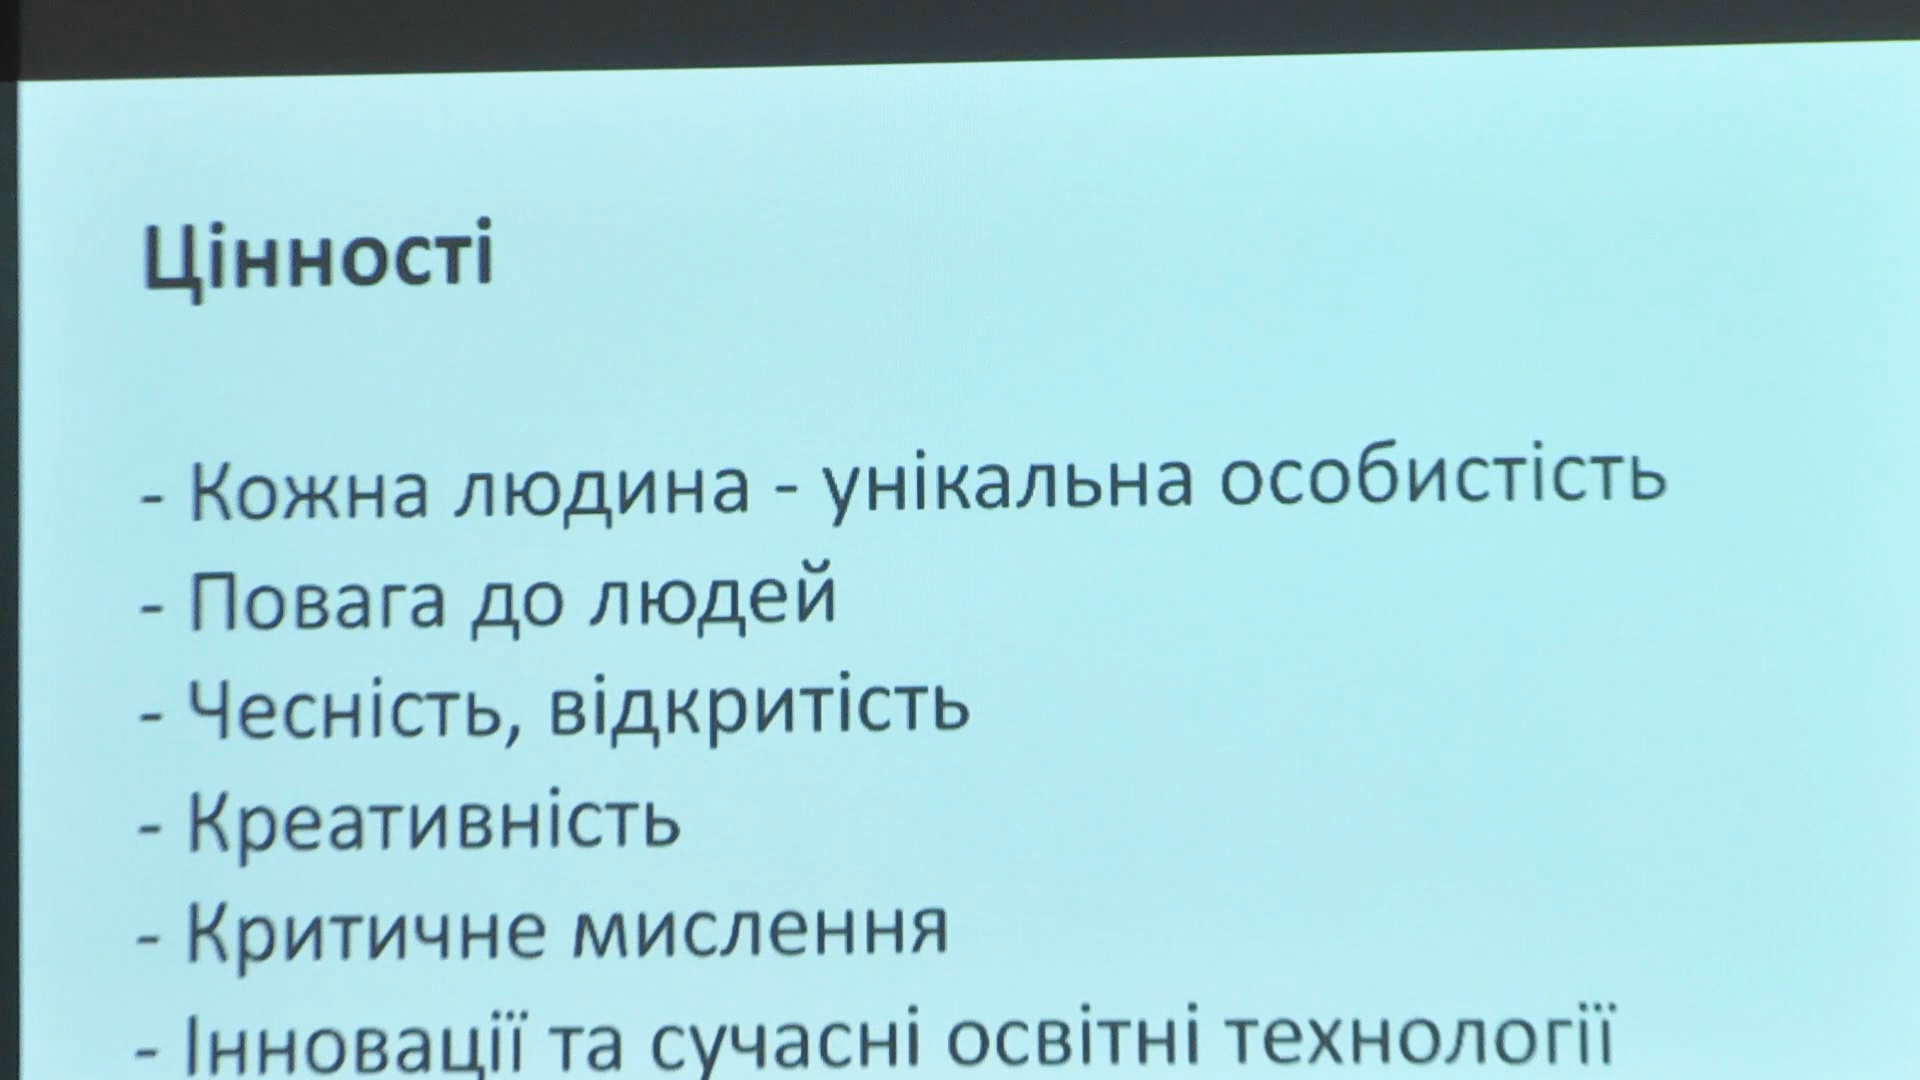 Цінності
- Кожна людина - унікальна особистість
- Повага до людей
- Чесність, відкритість
- Креативність
- Критичне мислення
- Інновації та сучасні освітні технології